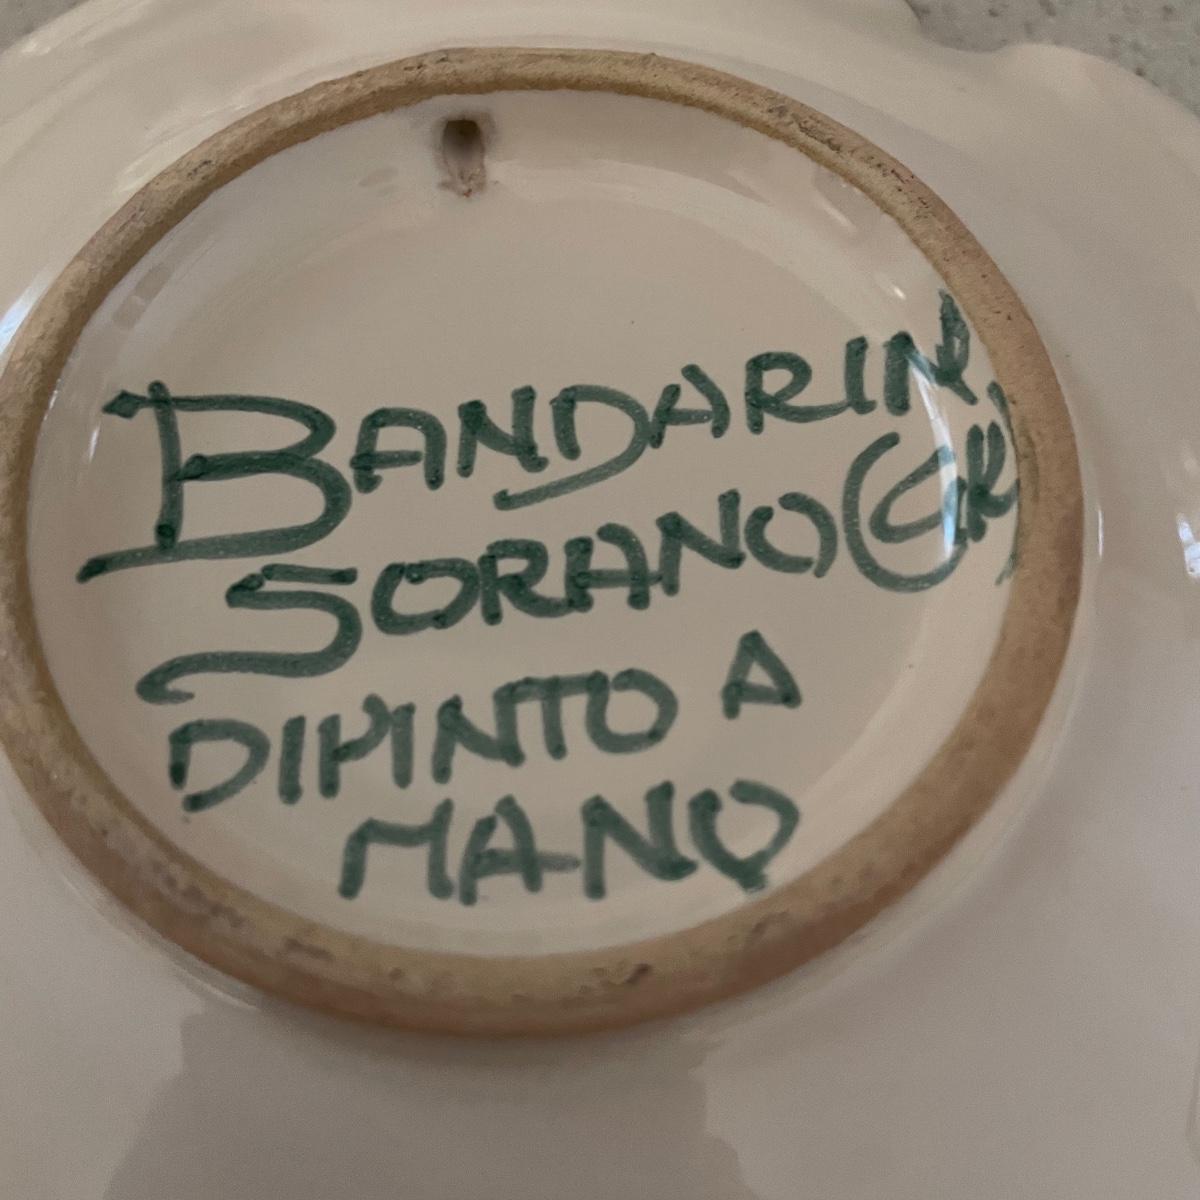 BANDARIN
SORANO (GR)
DIPINTO A
MANO